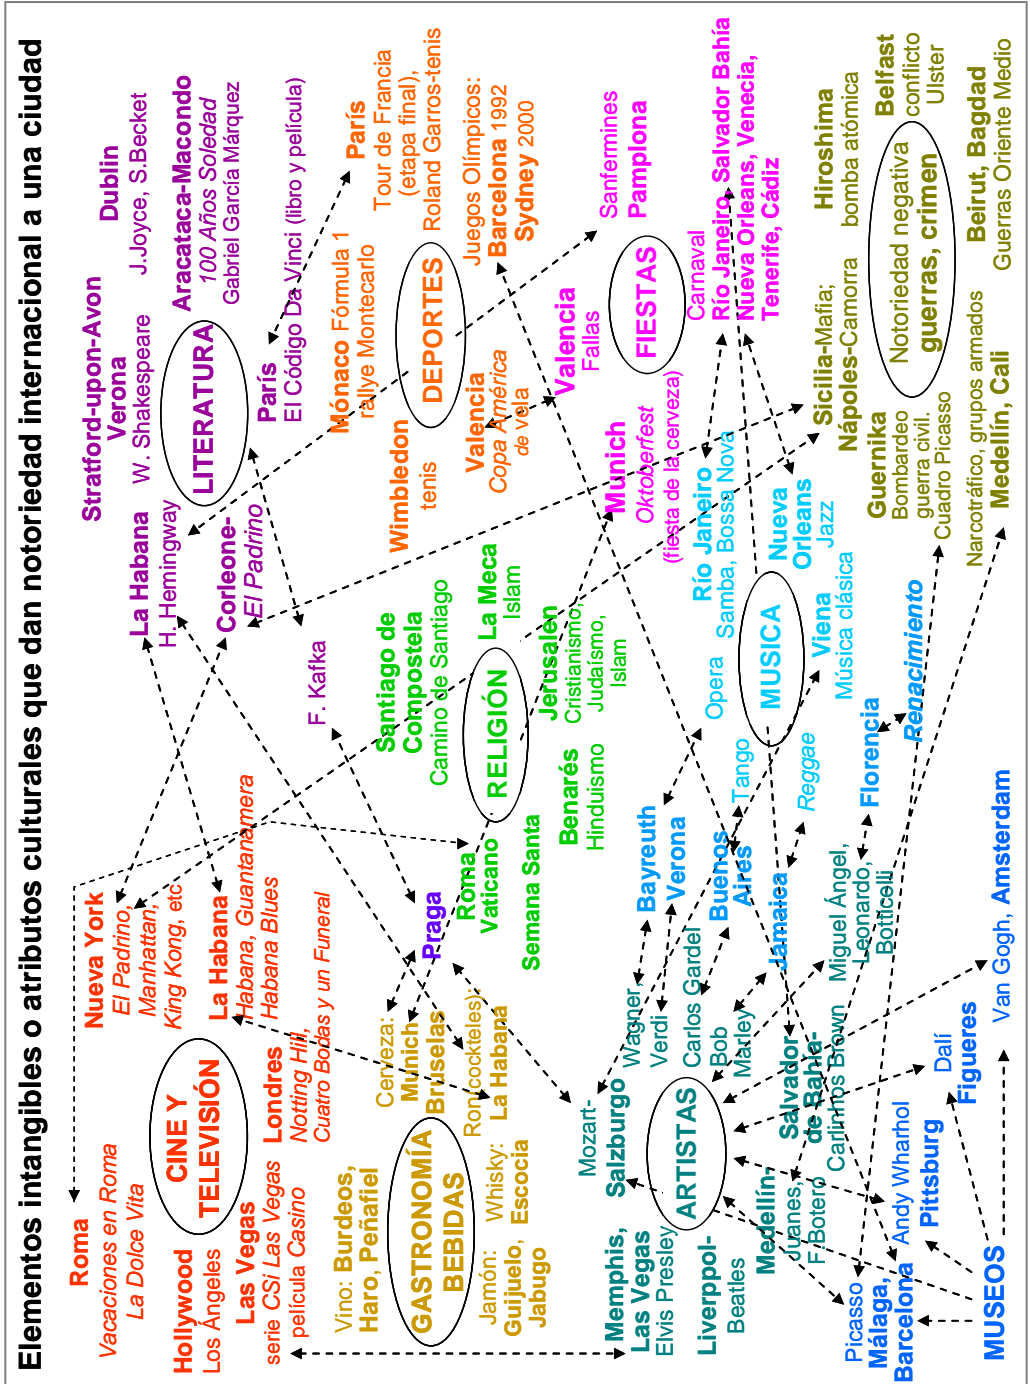 Elementos intangibles o atributos culturales que dan notoriedad internacional a una ciudad
Roma
Vacaciones en Roma
La Dolce Vita
Hollywood
Los Ángeles
Las Vegas
serie CSi Las Vegas
película Casino
CINE Y
TELEVISIÓN
Nueva York
El Padrino,
Manhattan,
King Kong, etc
La Habana
Habana, Guantanamera
Habana Blues
Londres
Notting Hill,
Cuatro Bodas y un Funeral
La Habana
H. Hemingway
Corleone-
El Padrino
F. Kafka
Stratford-upon-Avon
Verona
W. Shakespeare
LITERATURA
Dublin
J.Joyce, S.Becket
Aracataca-Macondo
100 Años Soledad
Gabriel García Márquez
París
El Código Da Vinci (libro y película)
Vino: Burdeos,
Haro, Peñafiel
GASTRONOMÍA
BEBIDAS
Jamón:
Guijuelo,
Jabugo
Whisky:
Escocia
Cerveza:
Munich
Bruselas
Ron(cockteles):
La Habana
Praga
Roma
Vaticano
Semana Santa
Santiago de
Compostela
Camino de Santiago
RELIGIÓN
La Meca
Islam
Jerusalen
Cristianismo,
Judaísmo,
Islam
Benarés
Hinduismo
Mónaco Fórmula 1
rallye Montecarlo
Wimbledon
tenis
DEPORTES
París
Tour de Francia
(etapa final),
Roland Garros-tenis
Juegos Olímpicos:
Barcelona 1992
Sydney 2000
Valencia
Copa América
de vela
Valencia
Fallas
FIESTAS
Sanfermines
Pamplona
Munich
Oktoberfest
(fiesta de la cerveza)
Carnaval
Río Janeiro, Salvador Bahía
Nueva Orleans, Venecia,
Tenerife, Cádiz
Memphis,
Las Vegas
Elvis Presley
Liverppol-
Beatles
Mozart-
Salzburgo
ARTISTAS
Medellín-
Juanes,
F.Botero
Wagner,
Verdi
Carlos Gardel
Bob
Marley
Salvador
de Bahía-
Carlinhos Brown
Bayreuth
Verona
Buenos
Aires
Jamaica
Miguel Ángel,
Leonardo,
Botticelli
Florencia
Renacimiento
Opera
Tango
Reggae
MUSICA
Río Janeiro
Samba, Bossa Nova
Nueva
Orleans
Jazz
Viena
Música clásica
Picasso
Málaga,
Barcelona
Andy Wharhol
Pittsburg
Dalí
Figueres
Van Gogh, Amsterdam
MUSEOS
Sicilia-Mafia;
Nápoles-Camorra
Guernika
Bombardeo
guerra civil.
Cuadro Picasso
Narcotráfico, grupos armados
Medellín, Cali
Notoriedad negativa
guerras, crimen
Hiroshima
bomba atómica
Belfast
conflicto
Ulster
Beirut, Bagdad
Guerras Oriente Medio